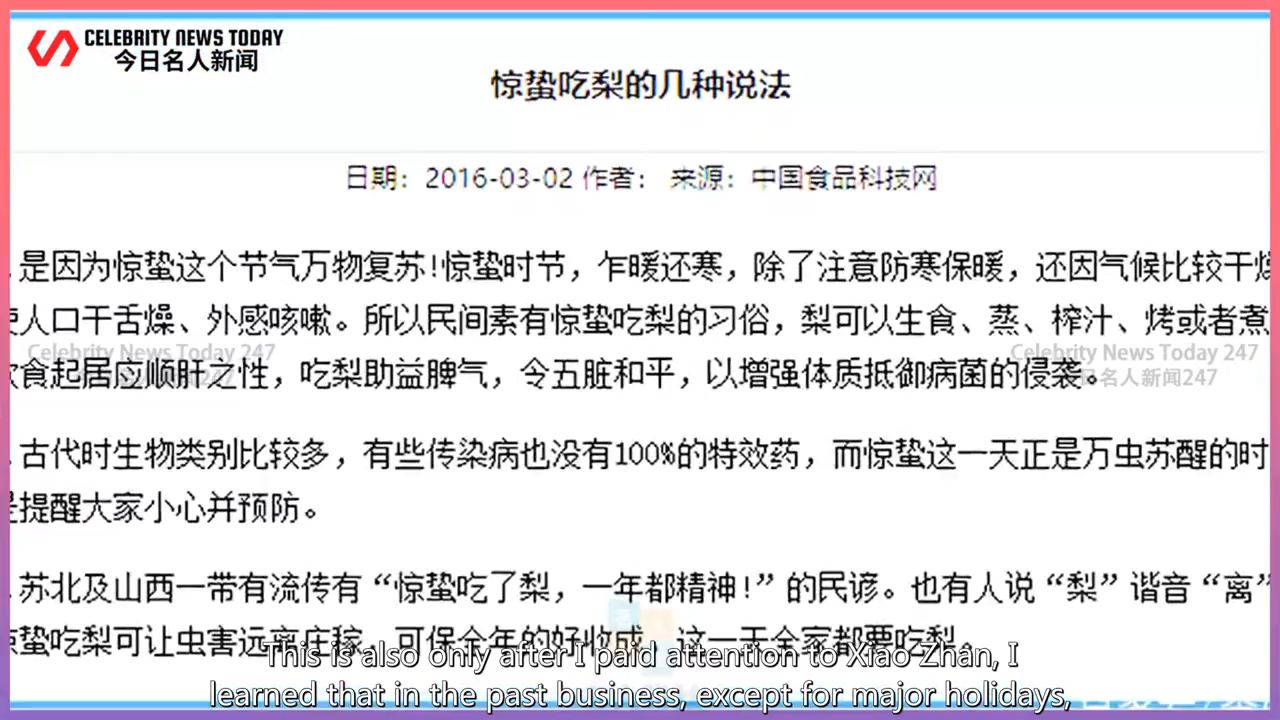 CELEBRITY NEWS TODAY
今日名人新闻
惊蛰吃梨的几种说法
日期：2016-03-02 作者： 来源：中国食品科技网
是因为惊蛰这个节气万物复苏!惊蛰时节，乍暖还寒，除了注意防寒保暖，还因气候比较干燥
使人口干舌燥、外感咳嗽。所以民间素有惊蛰吃梨的习俗，梨可以生食、蒸、榨汁、烤或者煮
Celebrity News Today 247
Celebrity News Today 247
饮食起居应顺肝之性，吃梨助益脾气，令五脏和平，以增强体质抵御病菌的侵袭。
名人新闻247
古代时生物类别比较多，有些传染病也没有100%的特效药，而惊蛰这一天正是万虫苏醒的时
是提醒大家小心并预防。
苏北及山西一带有流传有“惊蛰吃了梨，一年都精神!”的民谚。也有人说“梨”谐音“离”
惊蛰吃梨可让虫害远离庄稼，可保全年的好收成，这一天全家都要吃梨。
This is also only after I paid attention to Xiao Zhan, I
learned that in the past business, except for major holidays,